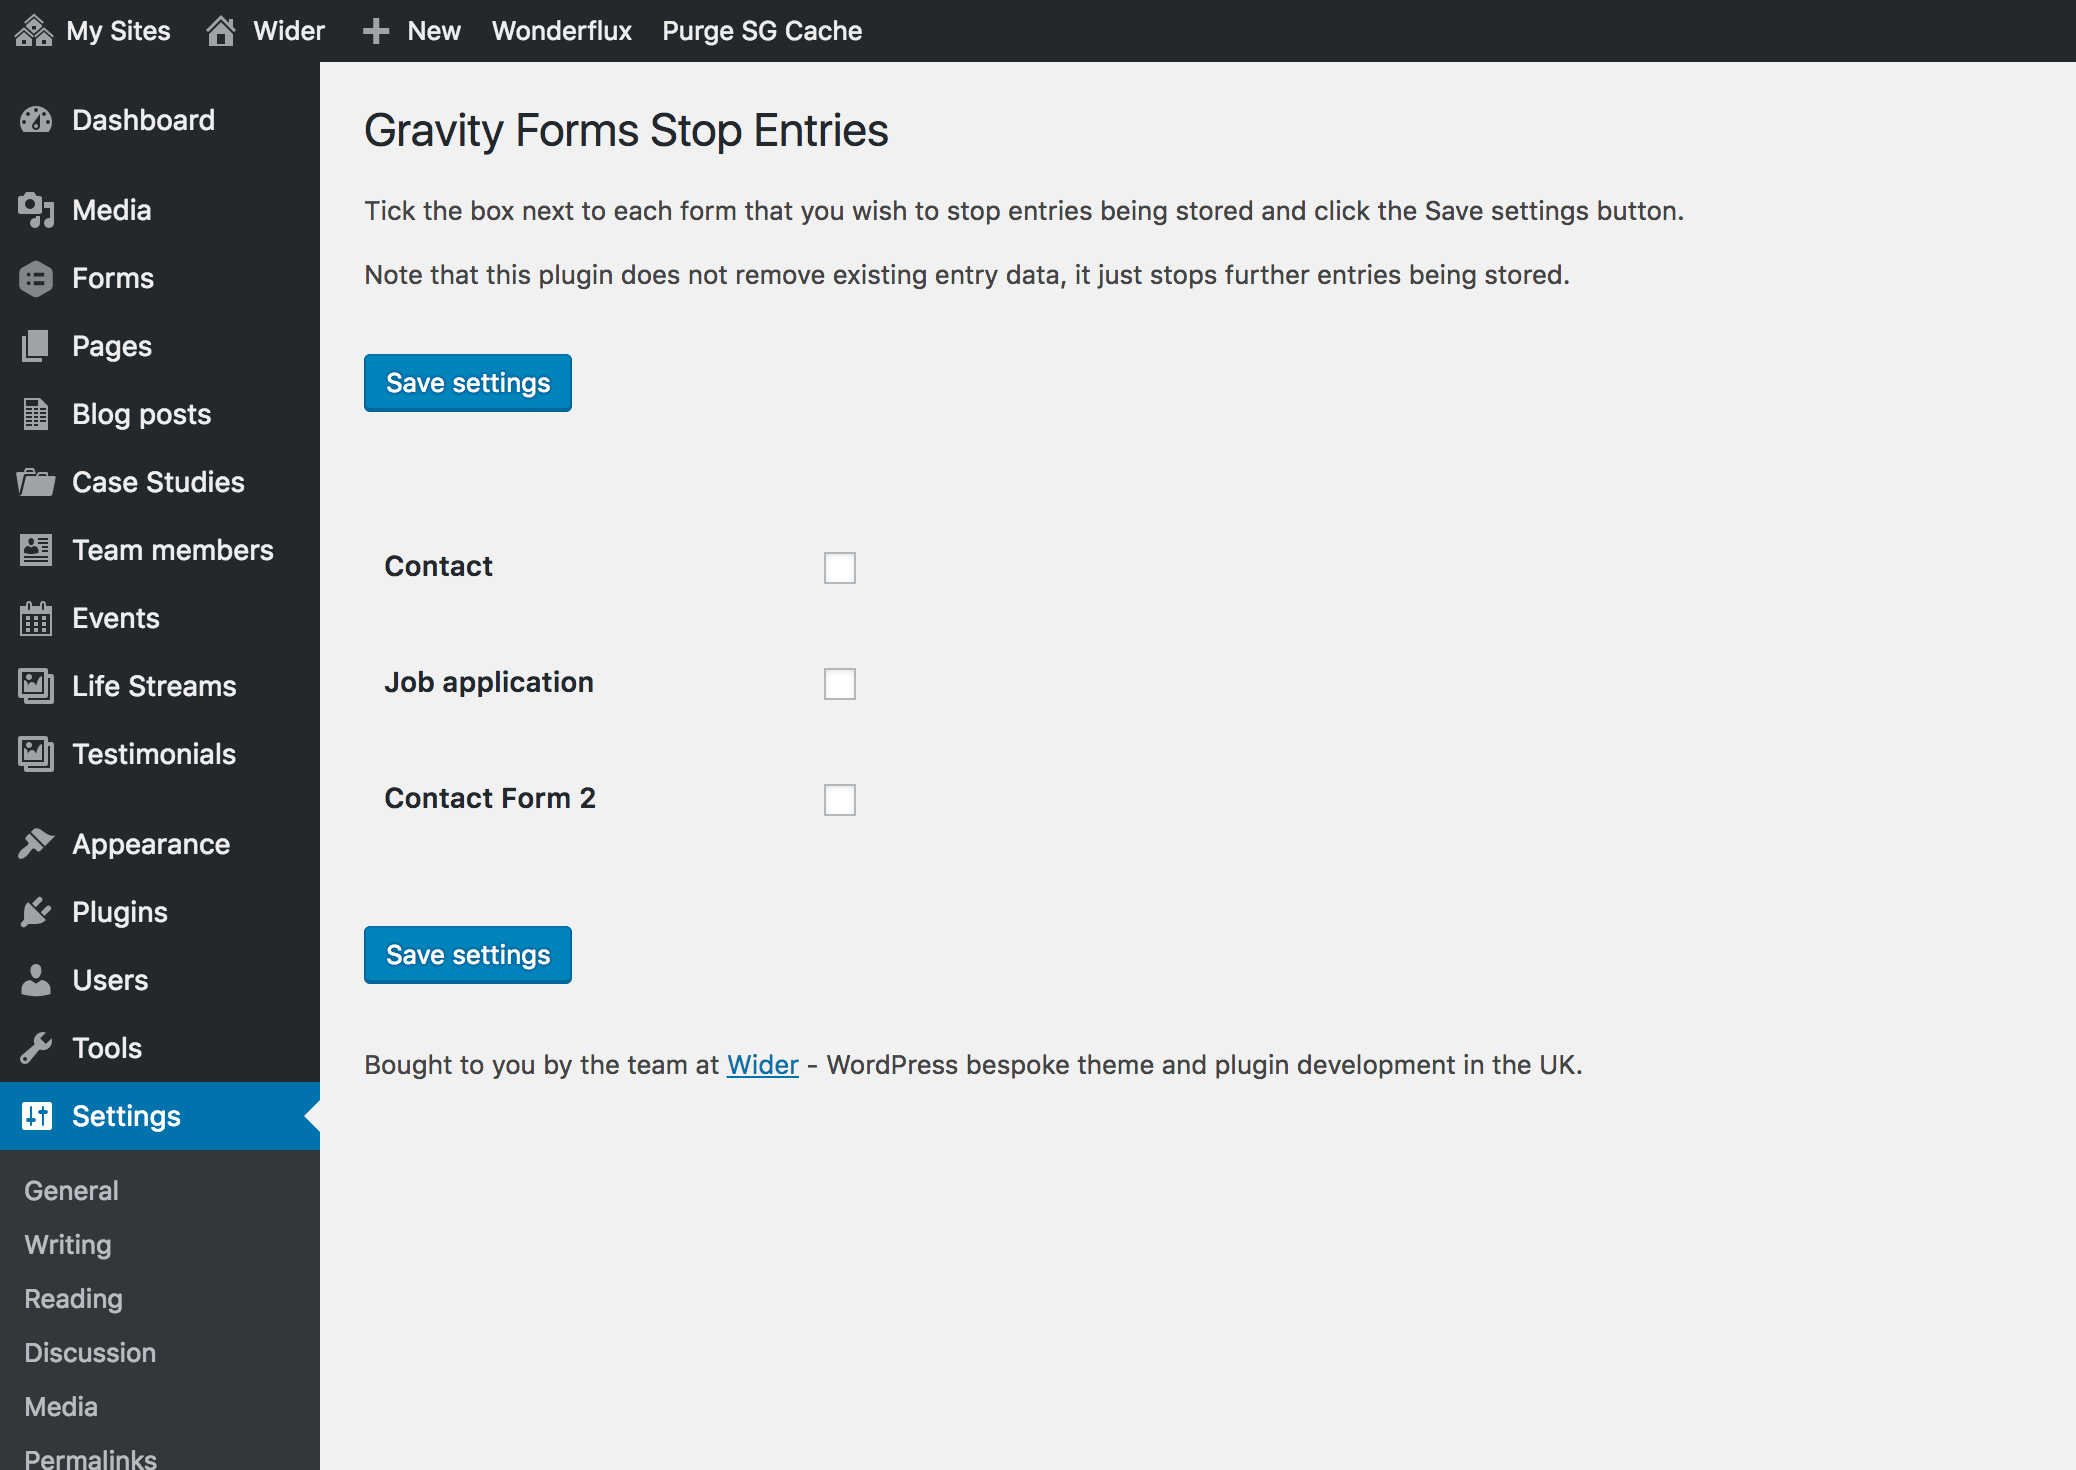 My Sites Wider New Wonderflux Purge SG Cache
Dashboard
Media
Forms
Pages
Blog posts
Case Studies
Team members
Events
Life Streams
Testimonials
Appearance
Plugins
Users
Tools
Settings
General
Writing
Reading
Discussion
Media
Permalinks
Gravity Forms Stop Entries
Tick the box next to each form that you wish to stop entries being stored and click the Save settings button.
Note that this plugin does not remove existing entry data, it just stops further entries being stored.
Save settings
Contact
Job application
Contact Form 2
Save settings
Bought to you by the team at Wider - WordPress bespoke theme and plugin development in the UK.